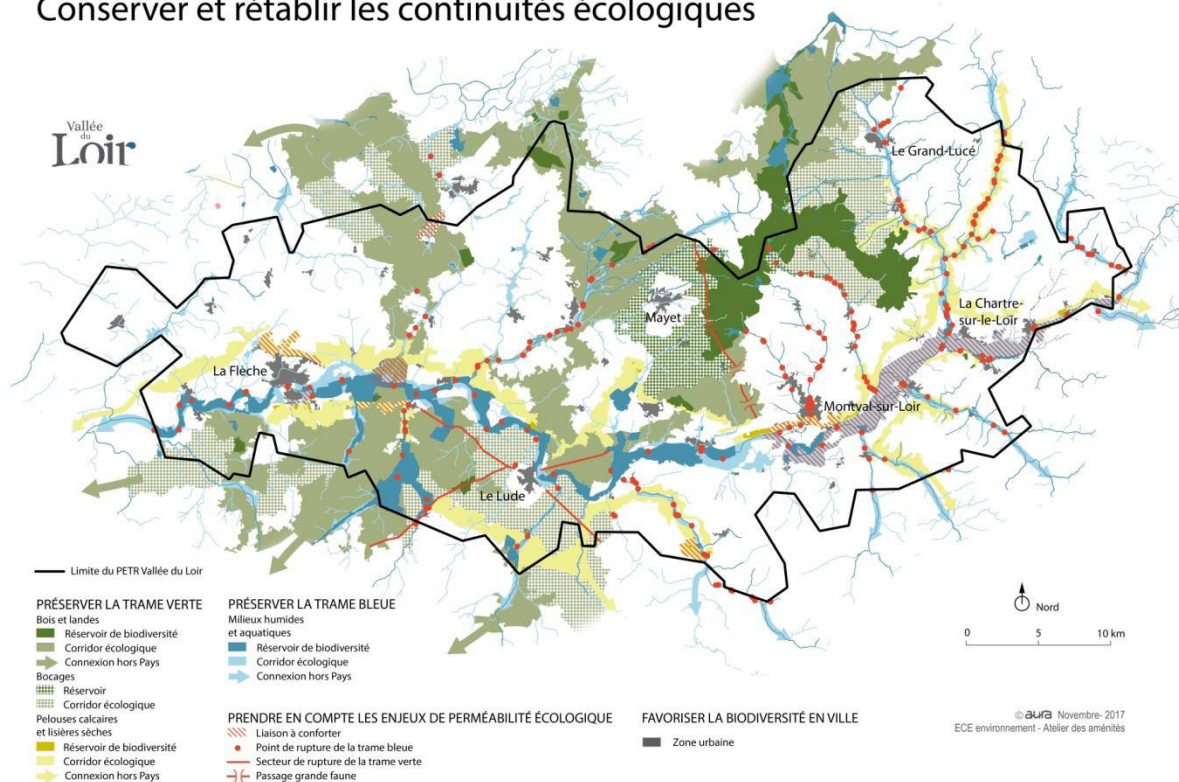 Conserver et rétablir les continuités écologiques
Vallée
du
Loir
Le Grand-Lucé
La Chartre-
sur-le-Loir
Mayet
La Flèche
Montval-sur-Loir
Le Lude
Limite du PETR Vallée du Loir
PRÉSERVER LA TRAME VERTE
Bois et landes
Réservoir de biodiversité
Corridor écologique
Connexion hors Pays
Bocages
Réservoir
Corridor écologique
Pelouses calcaires
et lisières sèches
Réservoir de biodiversité
Corridor écologique
Connexion hors Pays
PRÉSERVER LA TRAME BLEUE
Milieux humides
et aquatiques
Réservoir de biodiversité
Corridor écologique
Connexion hors Pays
PRENDRE EN COMPTE LES ENJEUX DE PERMÉABILITÉ ÉCOLOGIQUE
Liaison à conforter
Point de rupture de la trame bleue
Secteur de rupture de la trame verte
Passage grande faune
FAVORISER LA BIODIVERSITÉ EN VILLE
Zone urbaine
Nord
0 5 10 km
© aura Novembre- 2017
ECE environnement - Atelier des aménités